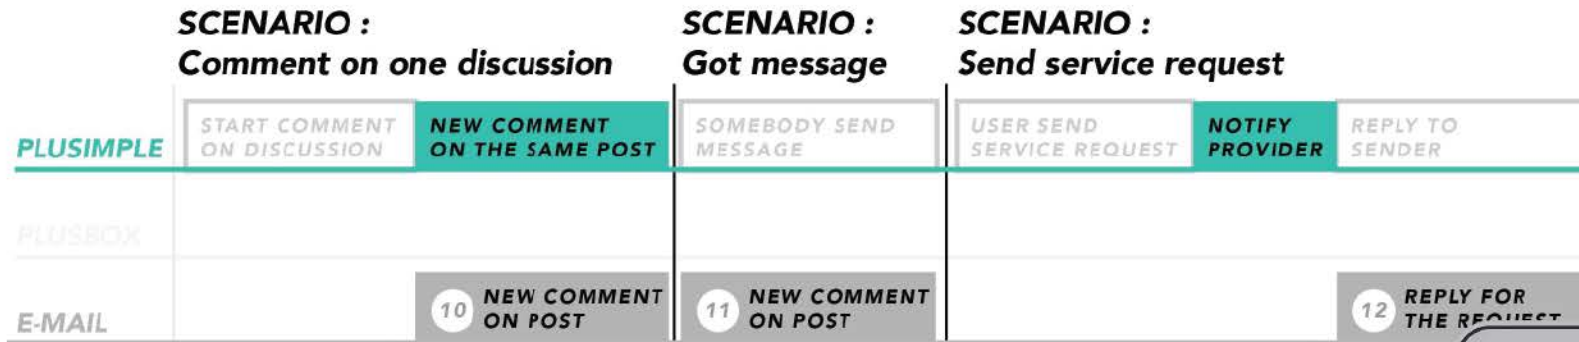 SCENARIO :
Comment on one discussion
SCENARIO :
Got message
SCENARIO :
Send service request
PLUSIMPLE
START COMMENT
ON DISCUSSION
NEW COMMENT
ON THE SAME POST
SOMEBODY SEND
MESSAGE
USER SEND
SERVICE REQUEST
NOTIFY
PROVIDER
REPLY TO
SENDER
PLUSBOX
E-MAIL
10
NEW COMMENT
ON POST
11
NEW COMMENT
ON POST
12
REPLY FOR
THE REQUEST